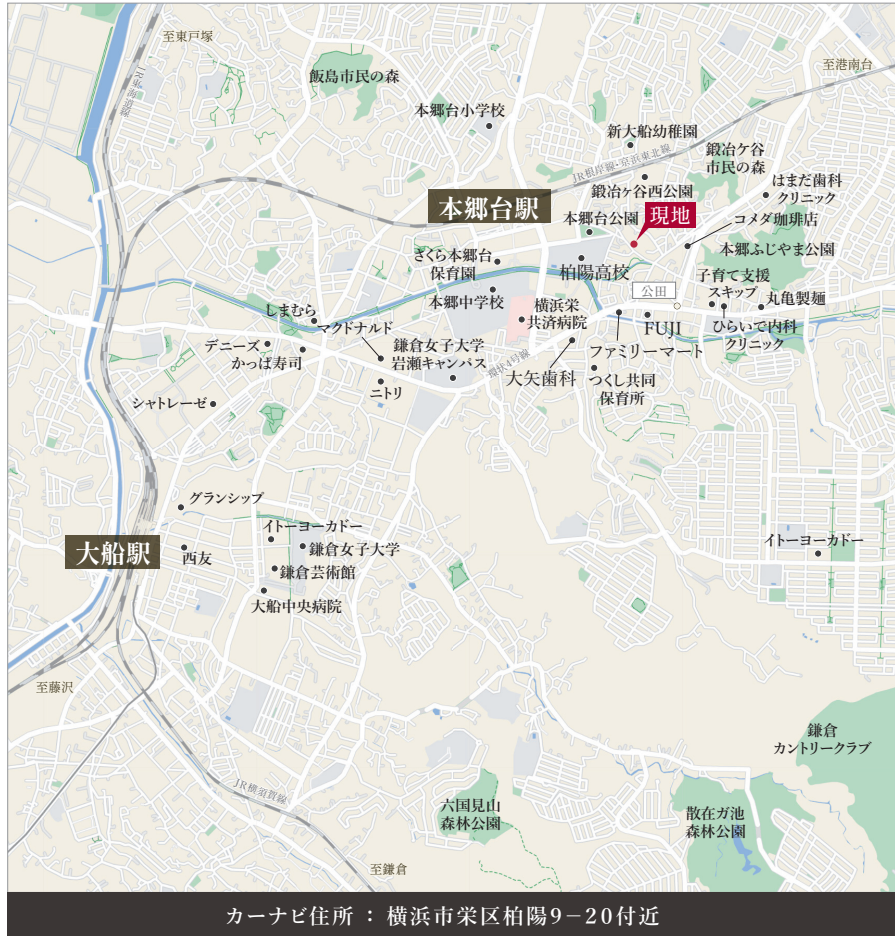 至東戸塚
至港南台
JR東海道線
飯島市民の森
本郷台小学校
新大船幼稚園
JR根岸線・京浜東北線
鍛冶ケ谷
市民の森
鍛冶ヶ谷西公園
はまだ歯科
クリニック
本郷台駅
本郷台公園
現地
コメダ珈琲店
本郷ふじやま公園
さくら本郷台
保育園
柏陽高校
子育て支援
スキップ
公田
本郷中学校
横浜栄
共済病院
丸亀製麺
しまむら
マクドナルド
FUJI
ひらいで内科
クリニック
デニーズ
かっぱ寿司
鎌倉女子大学
岩瀬キャンパス
ファミリーマート
環状4号線
大矢歯科
つくし共同
保育所
ニトリ
シャトレーゼ
グランシップ
イトーヨーカドー
大船駅
西友
鎌倉女子大学
鎌倉芸術館
大船中央病院
イトーヨーカドー
至藤沢
JR横須賀線
鎌倉
カントリークラブ
六国見山
森林公園
散在ガ池
森林公園
至鎌倉
カーナビ住所 : 横浜市栄区柏陽9−20付近